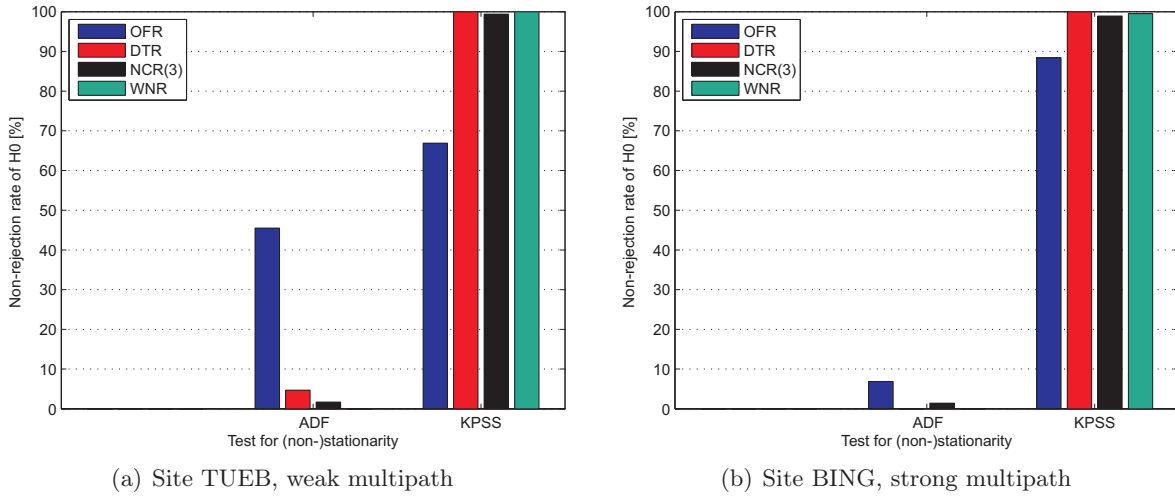 100
90
80
70
60
50
40
30
20
10
0
Non-rejection rate of H0 [%]
OFR
DTR
NCR(3)
WNR
ADF
KPSS
Test for (non-)stationarity
(a) Site TUEB, weak multipath
100
90
80
70
60
50
40
30
20
10
0
Non-rejection rate of H0 [%]
OFR
DTR
NCR(3)
WNR
ADF
KPSS
Test for (non-)stationarity
(b) Site BING, strong multipath